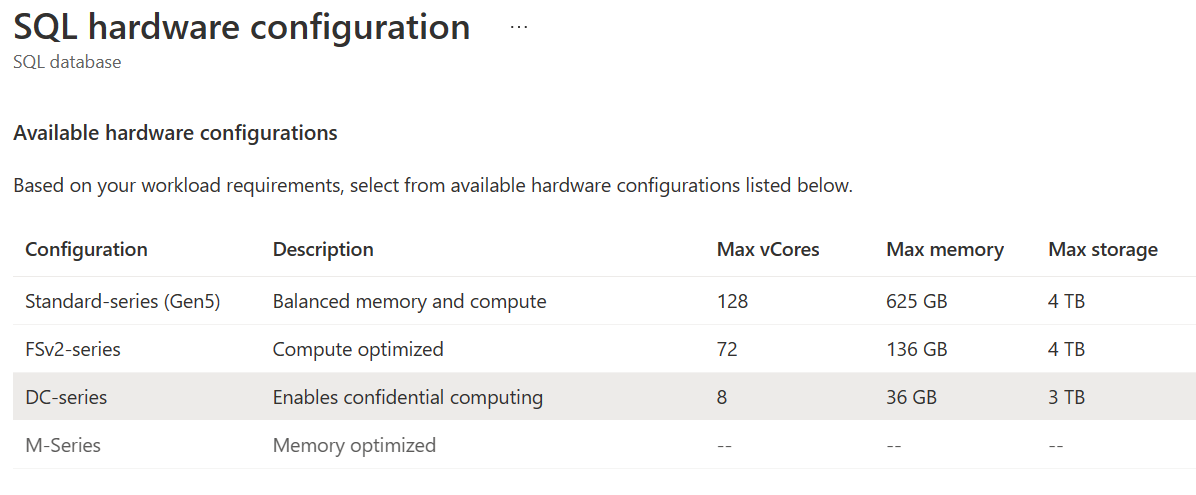 SQL hardware configuration ...
SQL database
Available hardware configurations
Based on your workload requirements, select from available hardware configurations listed below.
Configuration Description Max vCores Max memory Max storage
Standard-series (Gen5) Balanced memory and compute 128 625 GB 4 TB
FSv2-series Compute optimized 72 136 GB 4 TB
DC-series Enables confidential computing 8 36 GB 3 TB
M-Series Memory optimized -- -- --